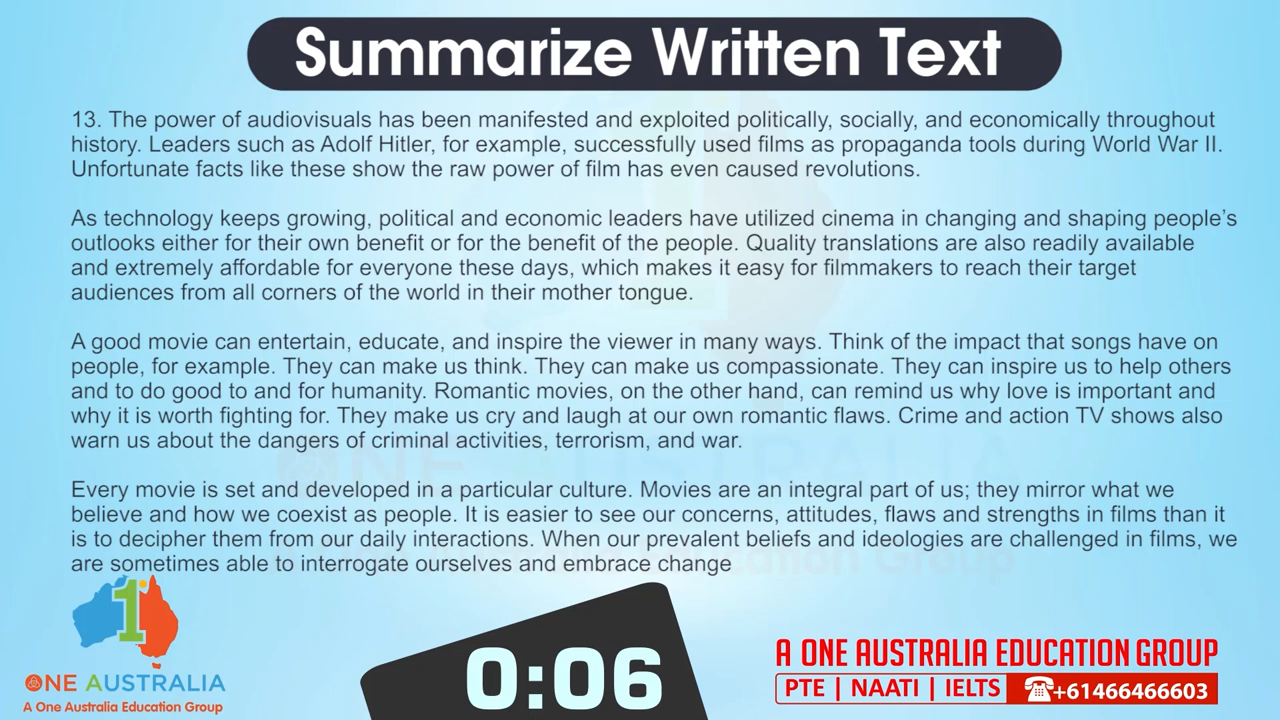 Summarize Written Text
13. The power of audiovisuals has been manifested and exploited politically, socially, and economically throughout
history. Leaders such as Adolf Hitler, for example, successfully used films as propaganda tools during World War II.
Unfortunate facts like these show the raw power of film has even caused revolutions.
As technology keeps growing, political and economic leaders have utilized cinema in changing and shaping people's
outlooks either for their own benefit or for the benefit of the people. Quality translations are also readily available
and extremely affordable for everyone these days, which makes it easy for filmmakers to reach their target
audiences from all corners of the world in their mother tongue.
A good movie can entertain, educate, and inspire the viewer in many ways. Think of the impact that songs have on
people, for example. They can make us think. They can make us compassionate. They can inspire us to help others
and to do good to and for humanity. Romantic movies, on the other hand, can remind us why love is important and
why it is worth fighting for. They make us cry and laugh at our own romantic flaws. Crime and action TV shows also
warn us about the dangers of criminal activities, terrorism, and war.
Every movie is set and developed in a particular culture. Movies are an integral part of us; they mirror what we
believe and how we coexist as people. It is easier to see our concerns, attitudes, flaws and strengths in films than it
is to decipher them from our daily interactions. When our prevalent beliefs and ideologies are challenged in films, we
are sometimes able to interrogate ourselves and embrace change
1
ONE AUSTRALIA
A One Australia Education Group
0:06
A ONE AUSTRALIA EDUCATION GROUP
PTE | NAATI | IELTS +61466466603